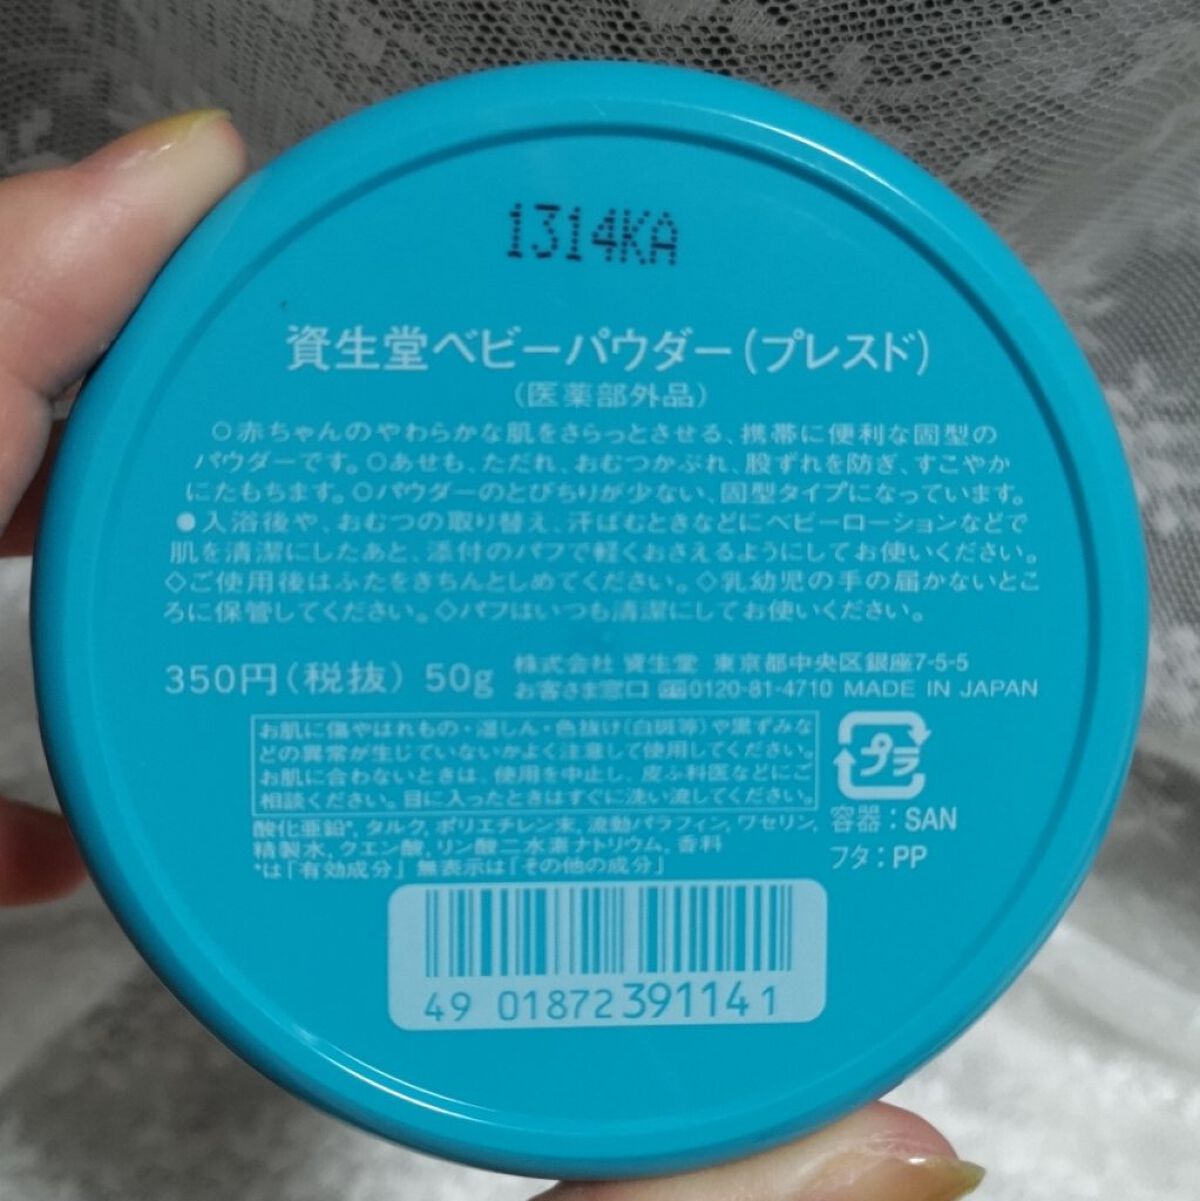 1314KA
資生堂ベビーパウダー(プレスド)
(医薬部外品)
○赤ちゃんのやわらかな肌をさらっとさせる、携帯に便利な固型の
パウダーです。○あせも、ただれ、おむつかぶれ、股ずれを防ぎ、すこやか
にたもちます。○パウダーのとびちりが少ない、固型タイプになっています。
●入浴後や、おむつの取り替え、汗ばむときなどにベビーローションなどで
肌を清潔にしたあと、添付のパフで軽くおさえるようにしてお使いください。
◇ご使用後はふたをきちんとしめてください。◇乳幼児の手の届かないとこ
ろに保管してください。◇パフはいつも清潔にしてお使いください。
350円(税抜) 50g
株式会社 資生堂 東京都中央区銀座7-5-5
お客さま窓口 0120-81-4710 MADE IN JAPAN
お肌に傷やはれもの・湿しん・色抜け(白斑等)や黒ずみな
どの異常が生じていないかよく注意して使用してください。
お肌に合わないときは、使用を中止し、皮ふ科医などにご
相談ください。目に入ったときはすぐに洗い流してください。
プラ
容器:SAN
フタ:PP
酸化亜鉛*, タルク, ポリエチレン末, 流動パラフィン, ワセリン,
精製水, クエン酸, リン酸二水素ナトリウム, 香料
*は「有効成分」 無表示は「その他の成分」
49 01872 391141